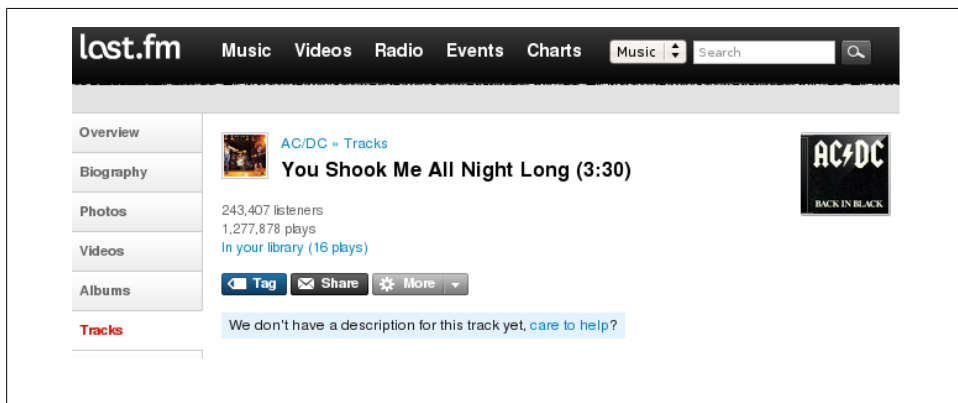 last.fm Music Videos Radio Events Charts Music Search
Overview
Biography
Photos
Videos
Albums
Tracks
AC/DC » Tracks
You Shook Me All Night Long (3:30)
243,407 listeners
1,277,878 plays
In your library (16 plays)
Tag Share More
We don't have a description for this track yet, care to help?
AC/DC
BACK IN BLACK